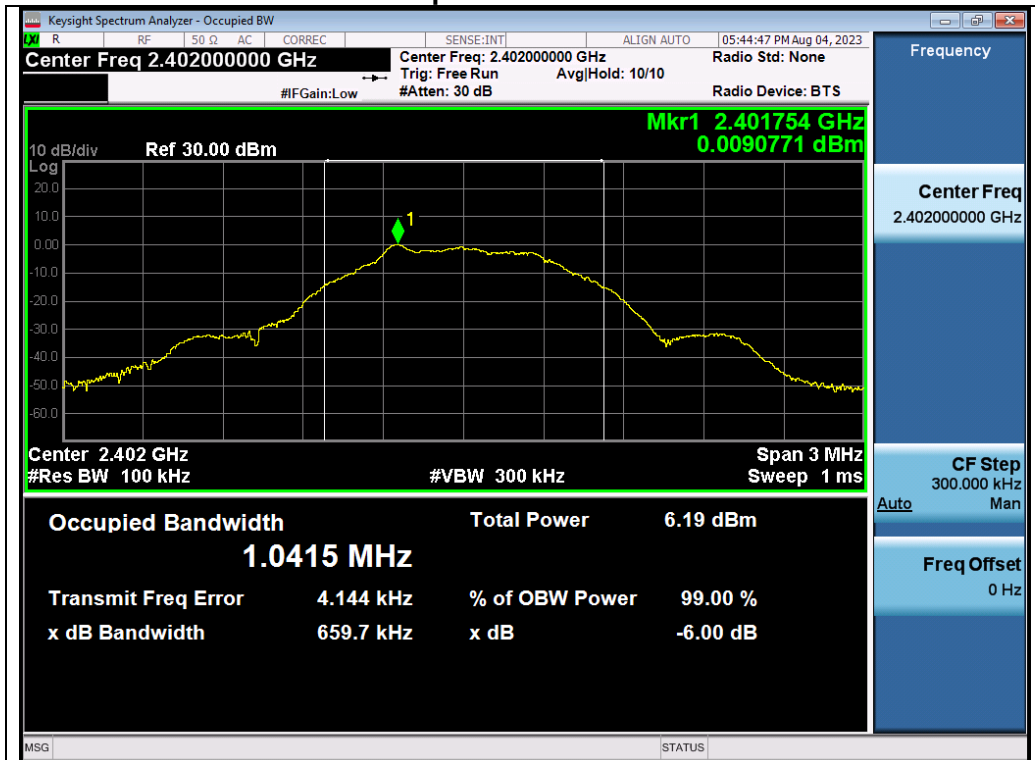 Keysight Spectrum Analyzer - Occupied BW
LXI R RF 50 Ω AC CORREC SENSE:INT ALIGN AUTO 05:44:47 PM Aug 04, 2023
Center Freq 2.402000000 GHz
Center Freq: 2.402000000 GHz Radio Std: None
Trig: Free Run Avg|Hold: 10/10
#IFGain:Low #Atten: 30 dB Radio Device: BTS
Mkr1 2.401754 GHz
10 dB/div Ref 30.00 dBm 0.0090771 dBm
Log
20.0
10.0
1
0.00
-10.0
-20.0
-30.0
-40.0
-50.0
-60.0
Center 2.402 GHz Span 3 MHz
#Res BW 100 kHz #VBW 300 kHz Sweep 1 ms
Occupied Bandwidth Total Power 6.19 dBm
1.0415 MHz
Transmit Freq Error 4.144 kHz % of OBW Power 99.00 %
x dB Bandwidth 659.7 kHz x dB -6.00 dB
Frequency
Center Freq
2.402000000 GHz
CF Step
300.000 kHz
Auto Man
Freq Offset
0 Hz
MSG STATUS